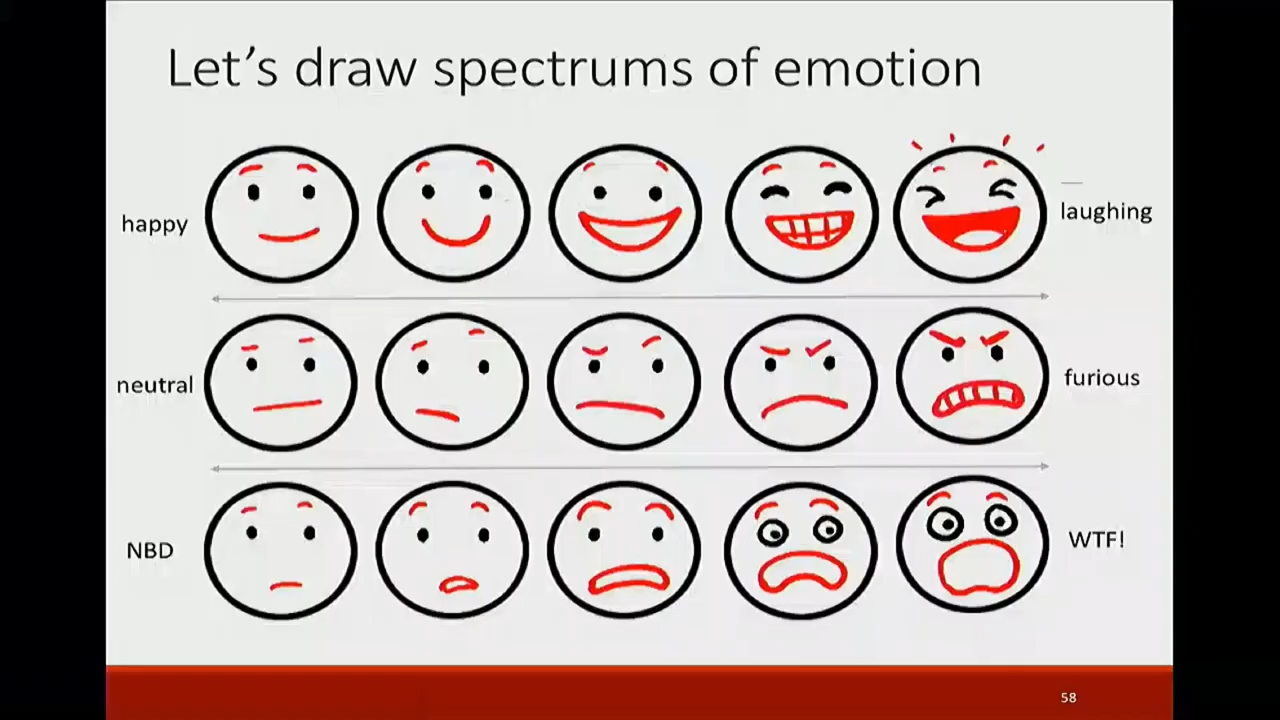 Let's draw spectrums of emotion
happy
laughing
neutral
furious
NBD
WTF!
58